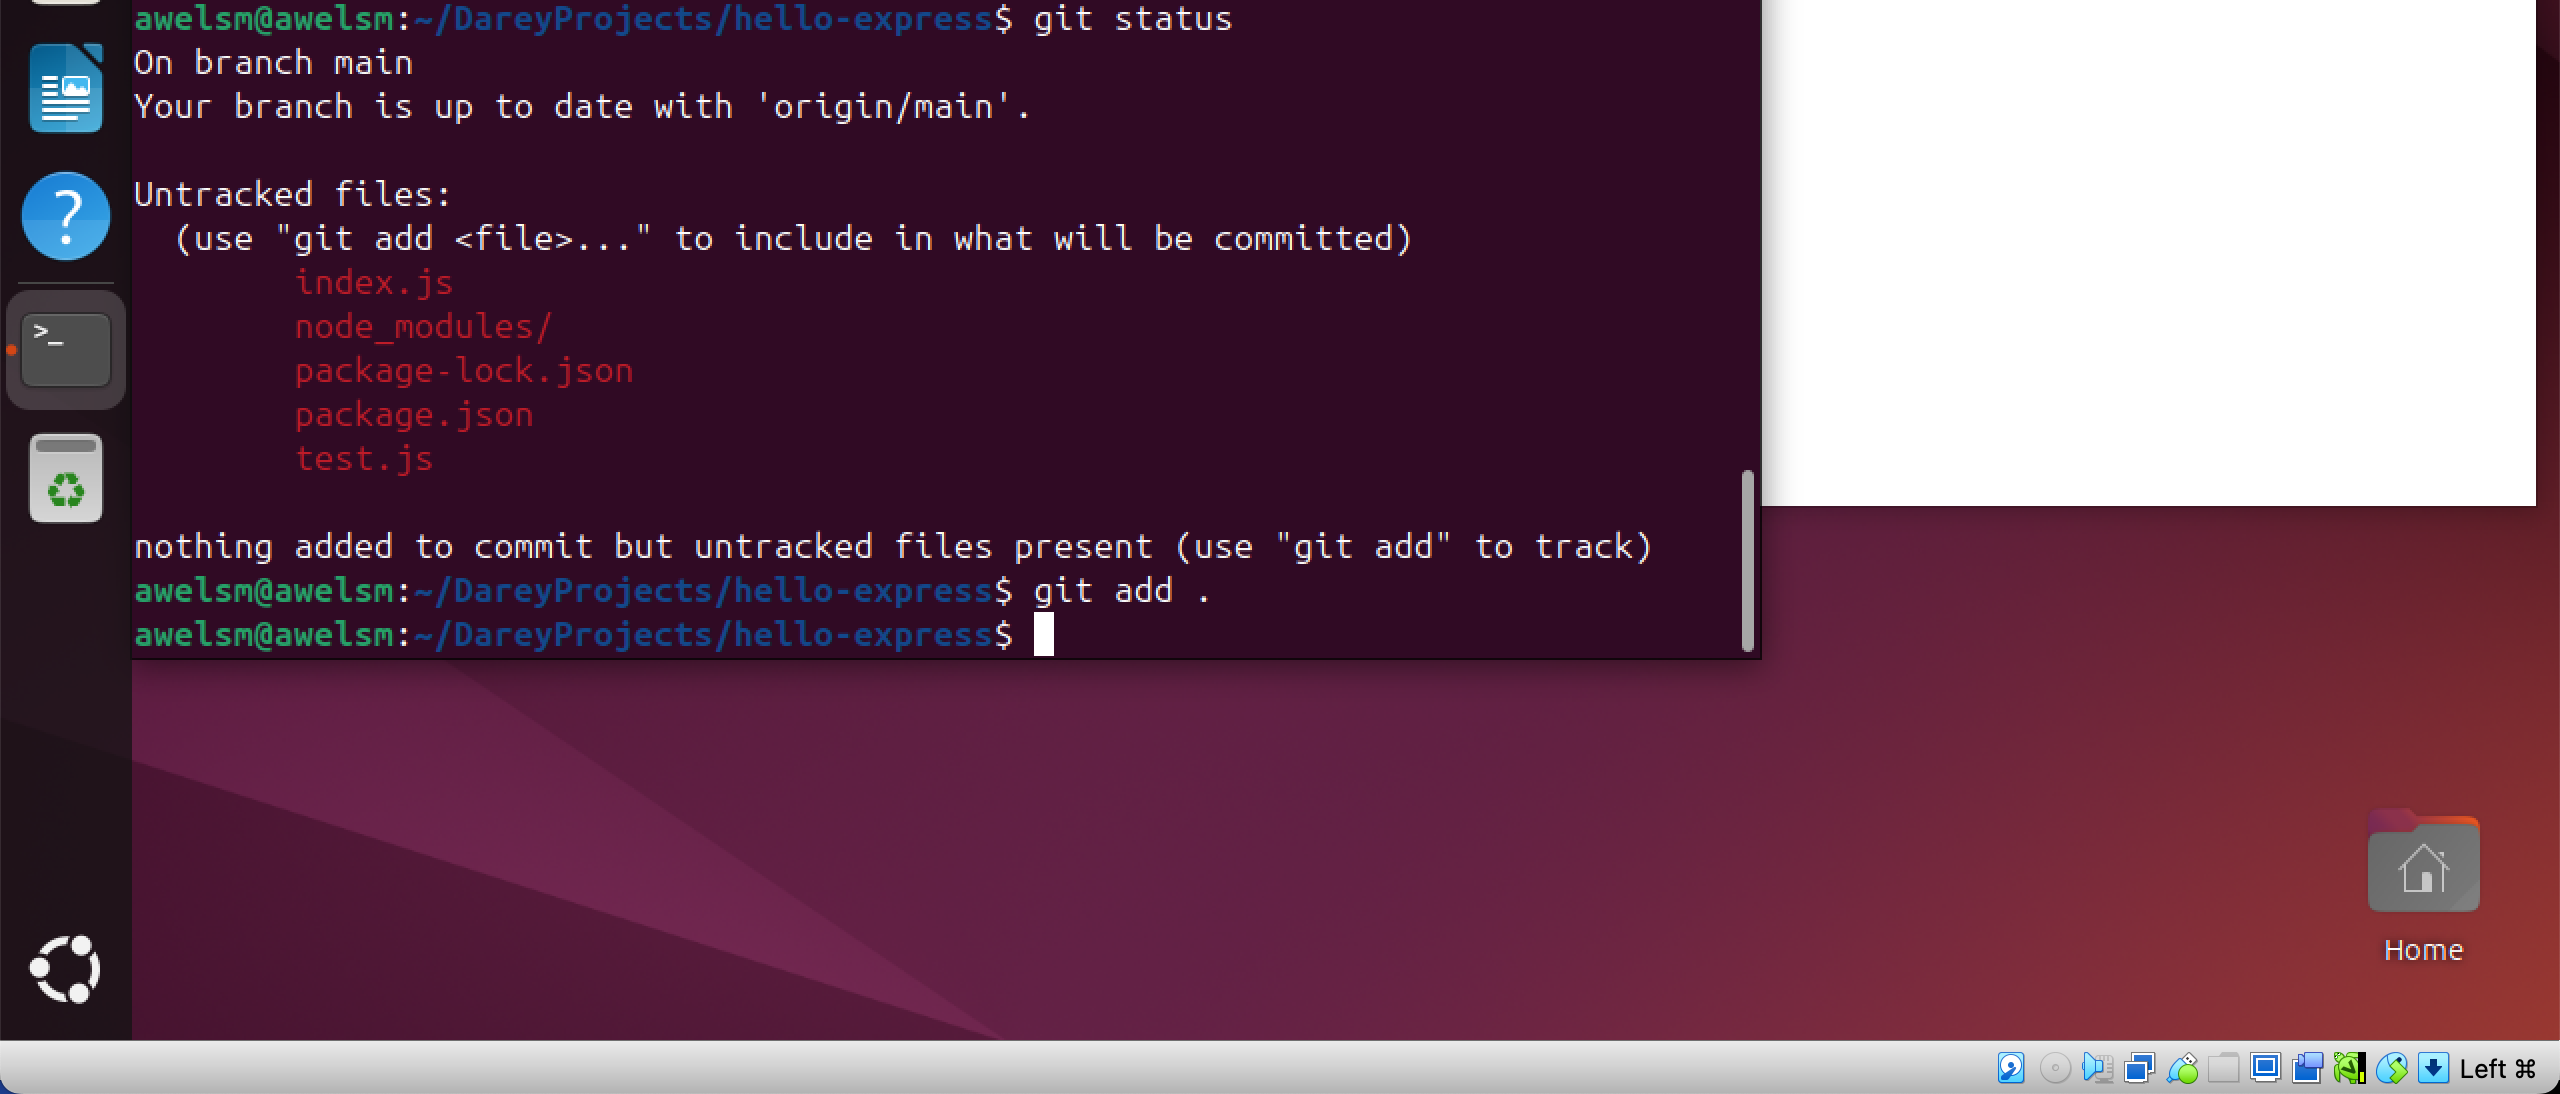 awelsm@awelsm:~/DareyProjects/hello-express$ git status
On branch main
Your branch is up to date with 'origin/main'.
Untracked files:
  (use "git add <file>..." to include in what will be committed)
        index.js
        node_modules/
        package-lock.json
        package.json
        test.js
nothing added to commit but untracked files present (use "git add" to track)
awelsm@awelsm:~/DareyProjects/hello-express$ git add .
awelsm@awelsm:~/DareyProjects/hello-express$
Home
Left ⌘